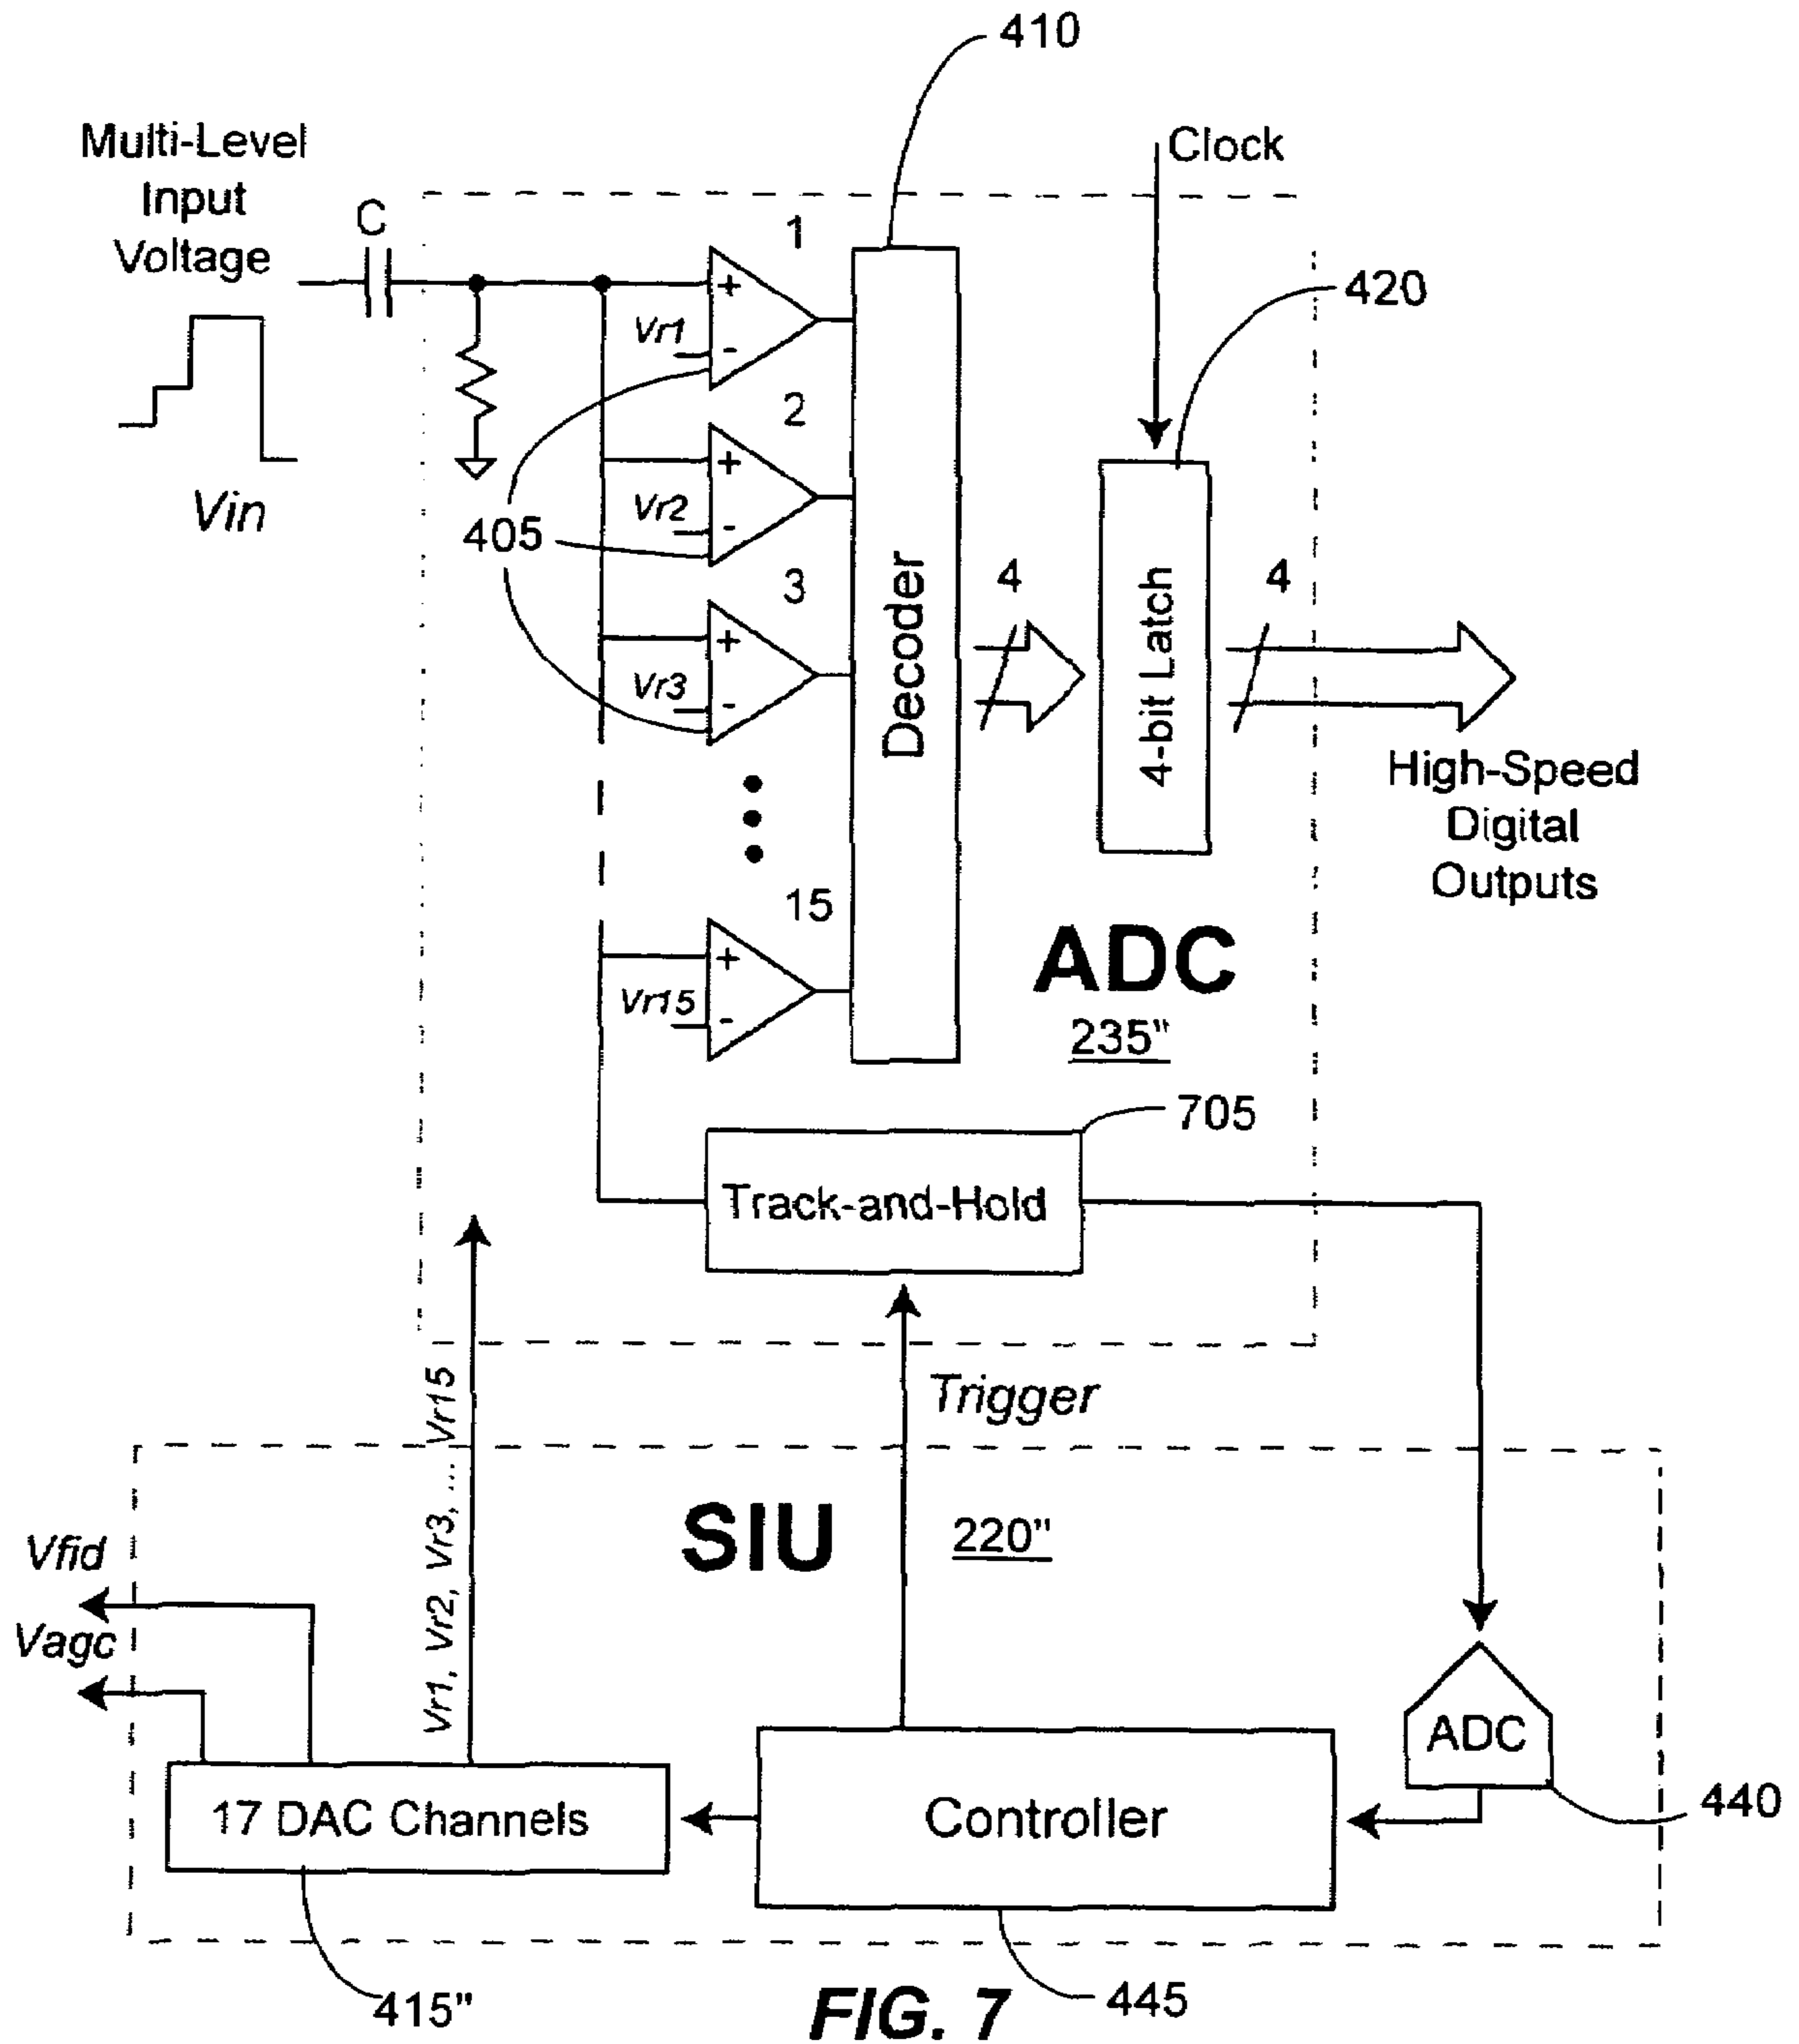 410
Multi-Level
Input
Voltage
Clock
C
1
+
Vr1
-
420
2
+
Vr2
-
Vin
405
3
+
Vr3
-
Decoder
4
4-bit Latch
4
High-Speed
Digital
Outputs
15
+
Vr15
-
ADC
235"
705
Track-and-Hold
Trigger
Vr1, Vr2, Vr3, ... Vr15
SIU
220"
Vfid
Vagc
ADC
440
17 DAC Channels
Controller
415"
445
FIG. 7